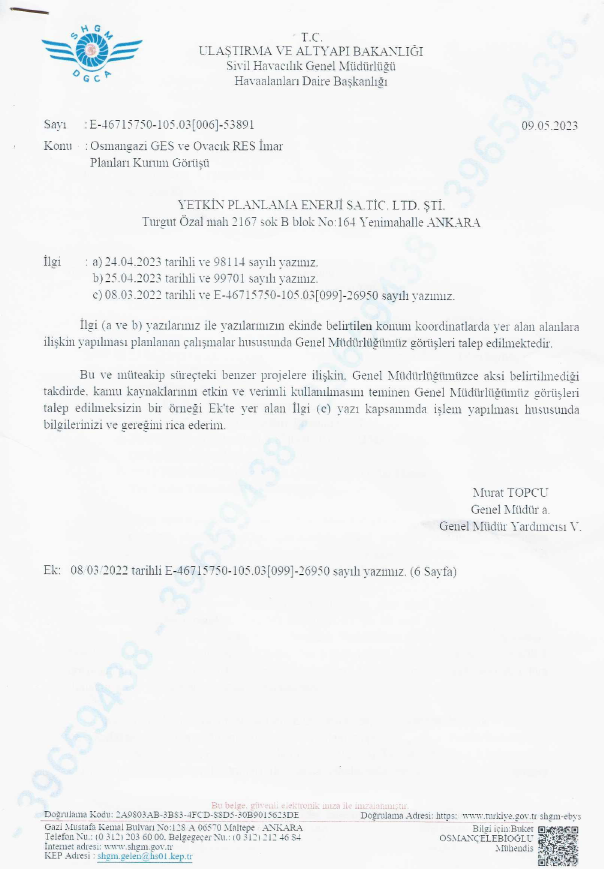 SHGM
DGCA
T.C.
ULAŞTIRMA VE ALTYAPI BAKANLIĞI
Sivil Havacılık Genel Müdürlüğü
Havaalanları Daire Başkanlığı
Sayı : E-46715750-105.03[006]-53891 09.05.2023
Konu : Osmangazi GES ve Ovacık RES İmar
Planları Kurum Görüşü
YETKİN PLANLAMA ENERJİ SA.TİC. LTD. ŞTİ.
Turgut Özal mah 2167 sok B blok No:164 Yenimahalle ANKARA
İlgi : a) 24.04.2023 tarihli ve 98114 sayılı yazınız.
b) 25.04.2023 tarihli ve 99701 sayılı yazınız.
c) 08.03.2022 tarihli ve E-46715750-105.03[099]-26950 sayılı yazımız.
İlgi (a ve b) yazılarınız ile yazılarınızın ekinde belirtilen konum koordinatlarda yer alan alanlara
ilişkin yapılması planlanan çalışmalar hususunda Genel Müdürlüğümüz görüşleri talep edilmektedir.
Bu ve müteakip süreçteki benzer projelere ilişkin, Genel Müdürlüğümüzce aksi belirtilmediği
takdirde, kamu kaynaklarının etkin ve verimli kullanılmasını teminen Genel Müdürlüğümüz görüşleri
talep edilmeksizin bir örneği Ek'te yer alan İlgi (c) yazı kapsamında işlem yapılması hususunda
bilgilerinizi ve gereğini rica ederim.
Murat TOPCU
Genel Müdür a.
Genel Müdür Yardımcısı V.
Ek: 08/03/2022 tarihli E-46715750-105.03[099]-26950 sayılı yazımız. (6 Sayfa)
39659438 - 39659438 - 39659438 -
Bu belge, güvenli elektronik imza ile imzalanmıştır.
Doğrulama Kodu: 2A9803AB-3B83-4FCD-88D5-30B9015623DE Doğrulama Adresi: https: www.turkiye.gov.tr shgm-ebys
Gazi Mustafa Kemal Bulvarı No:128 A 06570 Maltepe ANKARA
Telefon Nu.: (0 312) 203 60 00, Belgegeçer Nu.: (0 312) 212 46 84
İnternet adresi: www.shgm.gov.tr
KEP Adresi : shgm.gelen@hs01.kep.tr
Bilgi için:Buket
OSMANÇELEBİOĞLU
Mühendis